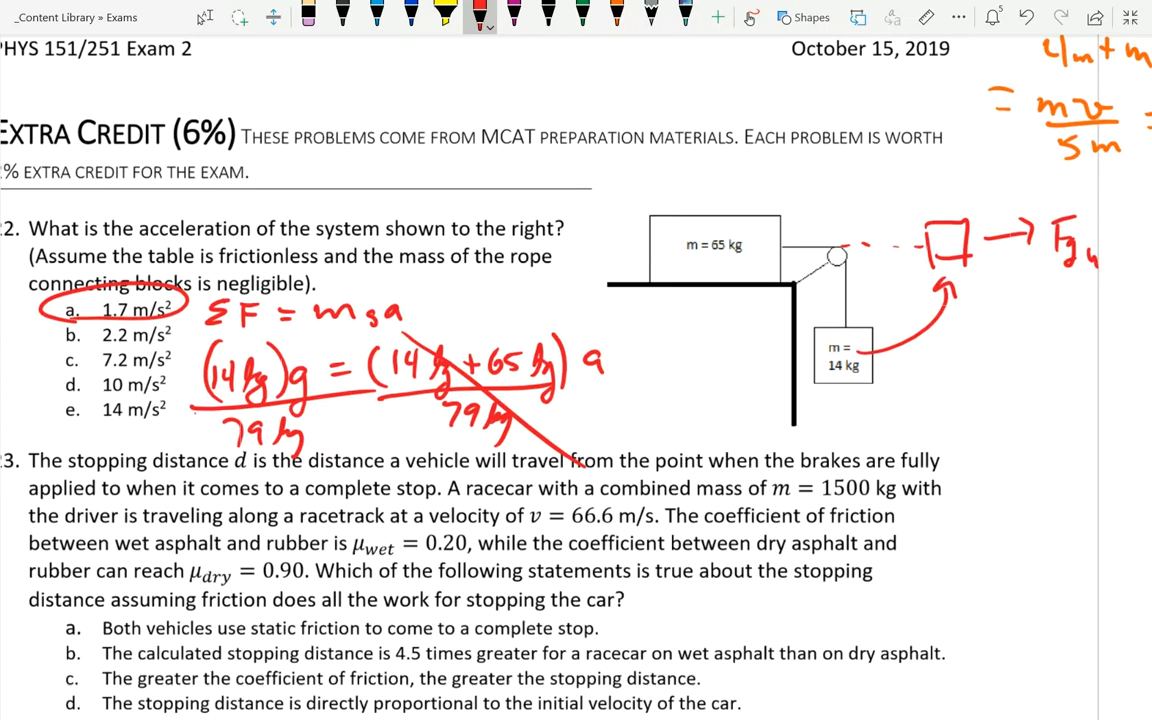 _Content Library » Exams
Shapes
5
PHYS 151/251 Exam 2
October 15, 2019
4m + m
= mv =
5m
EXTRA CREDIT (6%) THESE PROBLEMS COME FROM MCAT PREPARATION MATERIALS. EACH PROBLEM IS WORTH
% EXTRA CREDIT FOR THE EXAM.
2. What is the acceleration of the system shown to the right?
(Assume the table is frictionless and the mass of the rope
connecting blocks is negligible).
a. 1.7 m/s²
b. 2.2 m/s²
c. 7.2 m/s²
d. 10 m/s²
e. 14 m/s²
ΣF = m_s a
(14 kg)g = (14 kg + 65 kg) a
79 kg 79 kg
m = 65 kg
→ Fg
m =
14 kg
3. The stopping distance d is the distance a vehicle will travel from the point when the brakes are fully
applied to when it comes to a complete stop. A racecar with a combined mass of m = 1500 kg with
the driver is traveling along a racetrack at a velocity of v = 66.6 m/s. The coefficient of friction
between wet asphalt and rubber is μwet = 0.20, while the coefficient between dry asphalt and
rubber can reach μdry = 0.90. Which of the following statements is true about the stopping
distance assuming friction does all the work for stopping the car?
a. Both vehicles use static friction to come to a complete stop.
b. The calculated stopping distance is 4.5 times greater for a racecar on wet asphalt than on dry asphalt.
c. The greater the coefficient of friction, the greater the stopping distance.
d. The stopping distance is directly proportional to the initial velocity of the car.